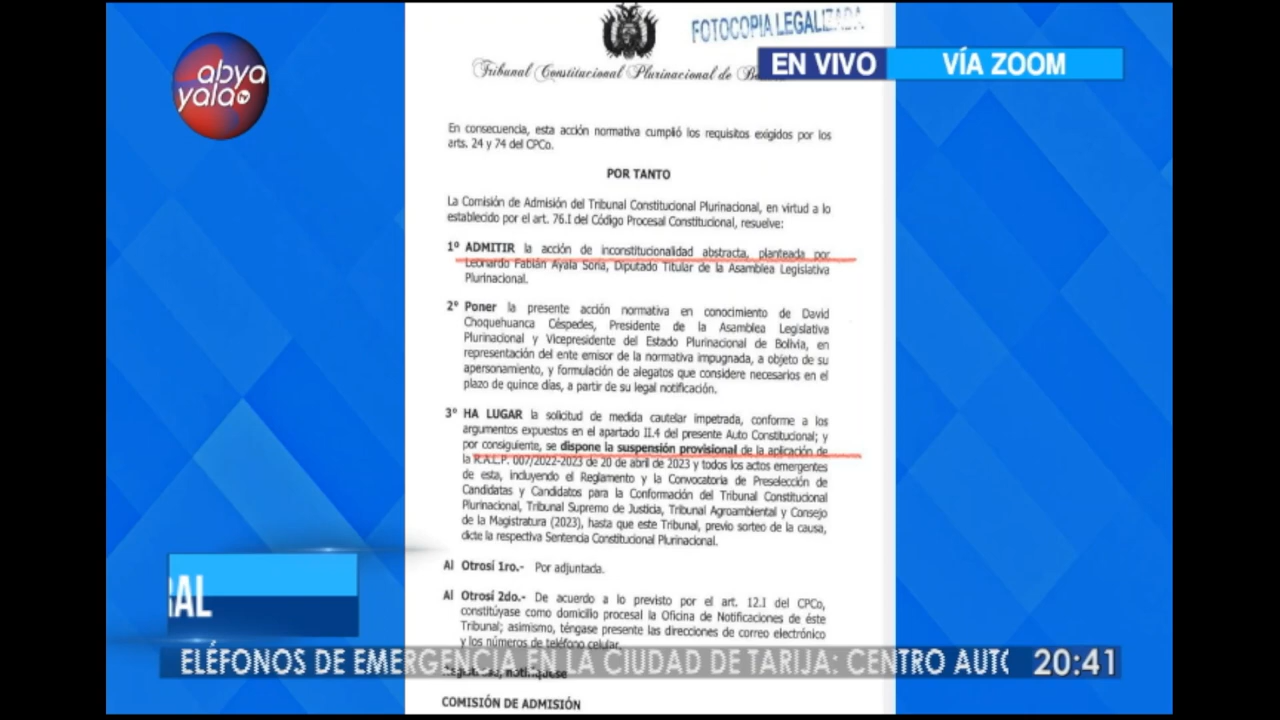 FOTOCOPIA LEGALIZADA
abya
yala tv
EN VIVO
VÍA ZOOM
Tribunal Constitucional Plurinacional de
En consecuencia, esta acción normativa cumplió los requisitos exigidos por los
arts. 24 y 74 del CPCo.
POR TANTO
La Comisión de Admisión del Tribunal Constitucional Plurinacional, en virtud a lo
establecido por el art. 76.I del Código Procesal Constitucional, resuelve:
1º ADMITIR la acción de inconstitucionalidad abstracta, planteada por
Leonardo Fabián Ayala Soria, Diputado Titular de la Asamblea Legislativa
Plurinacional.
2º Poner la presente acción normativa en conocimiento de David
Choquehuanca Céspedes, Presidente de la Asamblea Legislativa
Plurinacional y Vicepresidente del Estado Plurinacional de Bolivia, en
representación del ente emisor de la normativa impugnada, a objeto de su
apersonamiento, y formulación de alegatos que considere necesarios en el
plazo de quince días, a partir de su legal notificación.
3º HA LUGAR la solicitud de medida cautelar impetrada, conforme a los
argumentos expuestos en el apartado II.4 del presente Auto Constitucional; y
por consiguiente, se dispone la suspensión provisional de la aplicación de
la R.A.L.P. 007/2022-2023 de 20 de abril de 2023 y todos los actos emergentes
de esta, incluyendo el Reglamento y la Convocatoria de Preselección de
Candidatas y Candidatos para la Conformación del Tribunal Constitucional
Plurinacional, Tribunal Supremo de Justicia, Tribunal Agroambiental y Consejo
de la Magistratura (2023), hasta que este Tribunal, previo sorteo de la causa,
dicte la respectiva Sentencia Constitucional Plurinacional.
Al Otrosí 1ro.- Por adjuntada.
Al Otrosí 2do.- De acuerdo a lo previsto por el art. 12.I del CPCo,
constitúyase como domicilio procesal la Oficina de Notificaciones de éste
Tribunal; asimismo, téngase presente las direcciones de correo electrónico
y los números de teléfono celular.
RAL
ELÉFONOS DE EMERGENCIA EN LA CIUDAD DE TARIJA: CENTRO AUTO 20:41
Regístrese, notifíquese
COMISIÓN DE ADMISIÓN